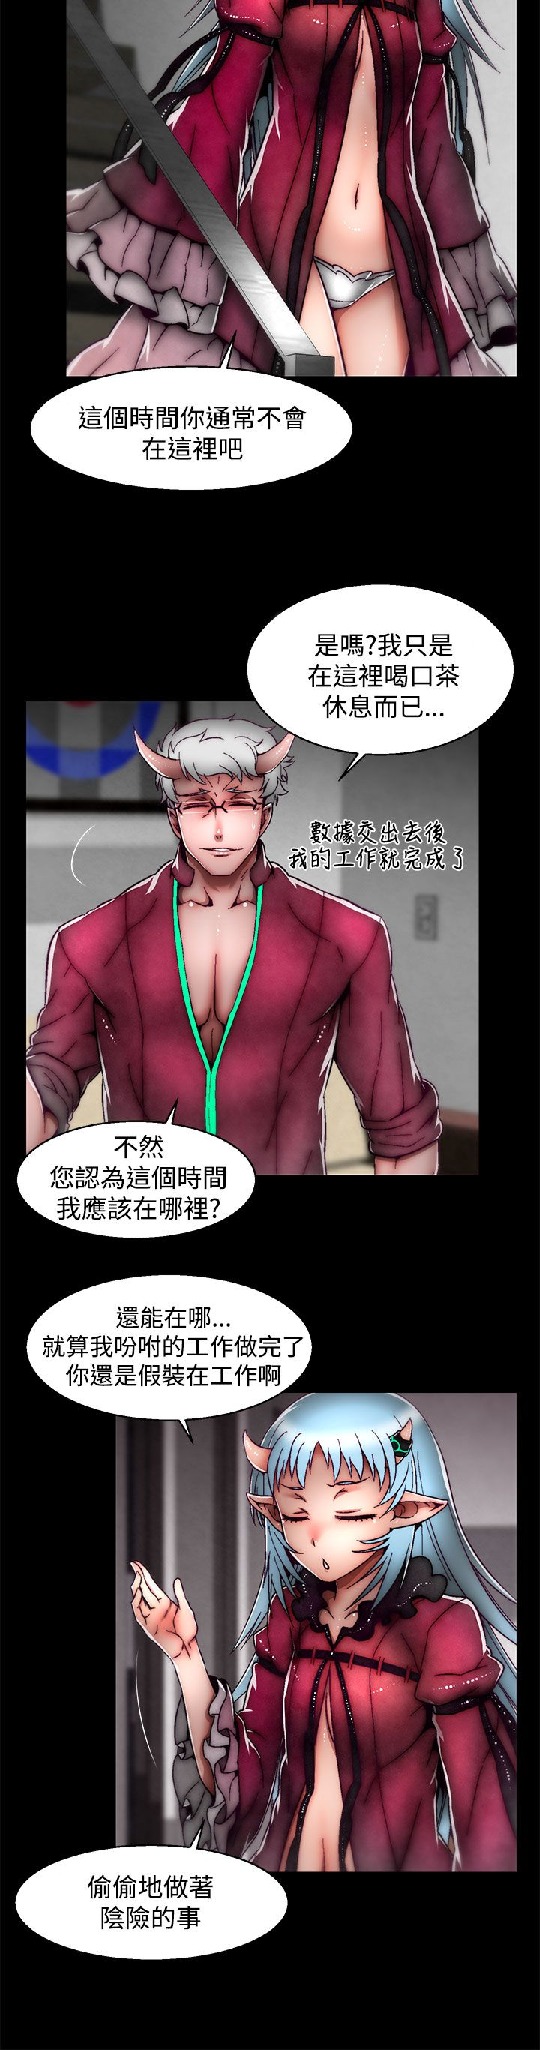 這個時間你通常不會
在這裡吧
是嗎?我只是
在這裡喝口茶
休息而已...
數據交出去後
我的工作就完成了
不然
您認為這個時間
我應該在哪裡?
還能在哪...
就算我吩咐的工作做完了
你還是假裝在工作啊
偷偷地做著
陰險的事